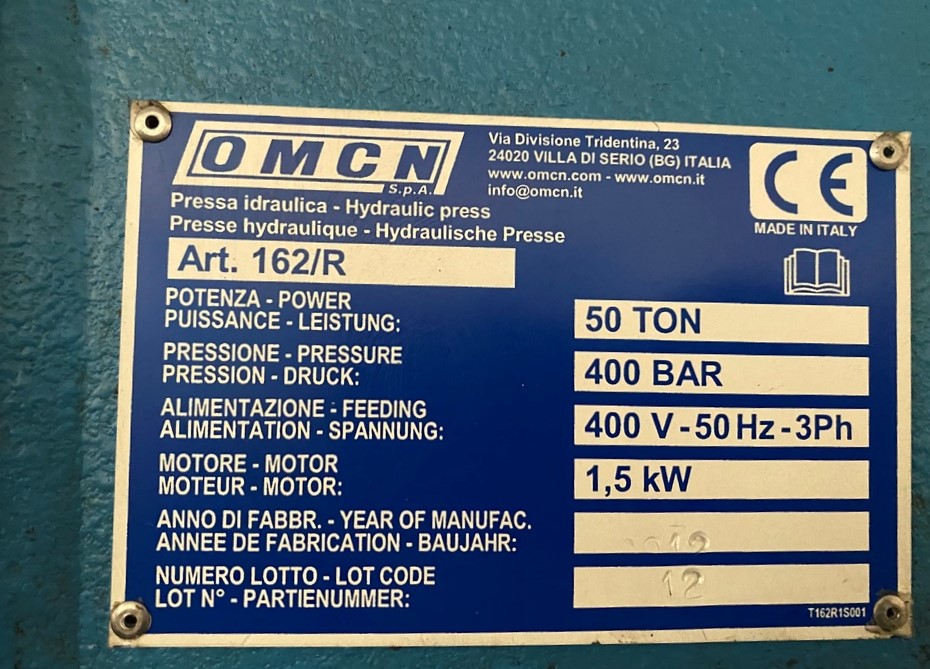 OMCN
S.p.A.
Via Divisione Tridentina, 23
24020 VILLA DI SERIO (BG) ITALIA
www.omcn.com - www.omcn.it
info@omcn.it
CE
MADE IN ITALY
Pressa idraulica - Hydraulic press
Presse hydraulique - Hydraulische Presse
Art. 162/R
POTENZA - POWER
PUISSANCE - LEISTUNG:
50 TON
PRESSIONE - PRESSURE
PRESSION - DRUCK:
400 BAR
ALIMENTAZIONE - FEEDING
ALIMENTATION - SPANNUNG:
400 V - 50 Hz - 3Ph
MOTORE - MOTOR
MOTEUR - MOTOR:
1,5 kW
ANNO DI FABBR. - YEAR OF MANUFAC.
ANNEE DE FABRICATION - BAUJAHR:
NUMERO LOTTO - LOT CODE
LOT N° - PARTIENUMMER:
12
T162R1S001